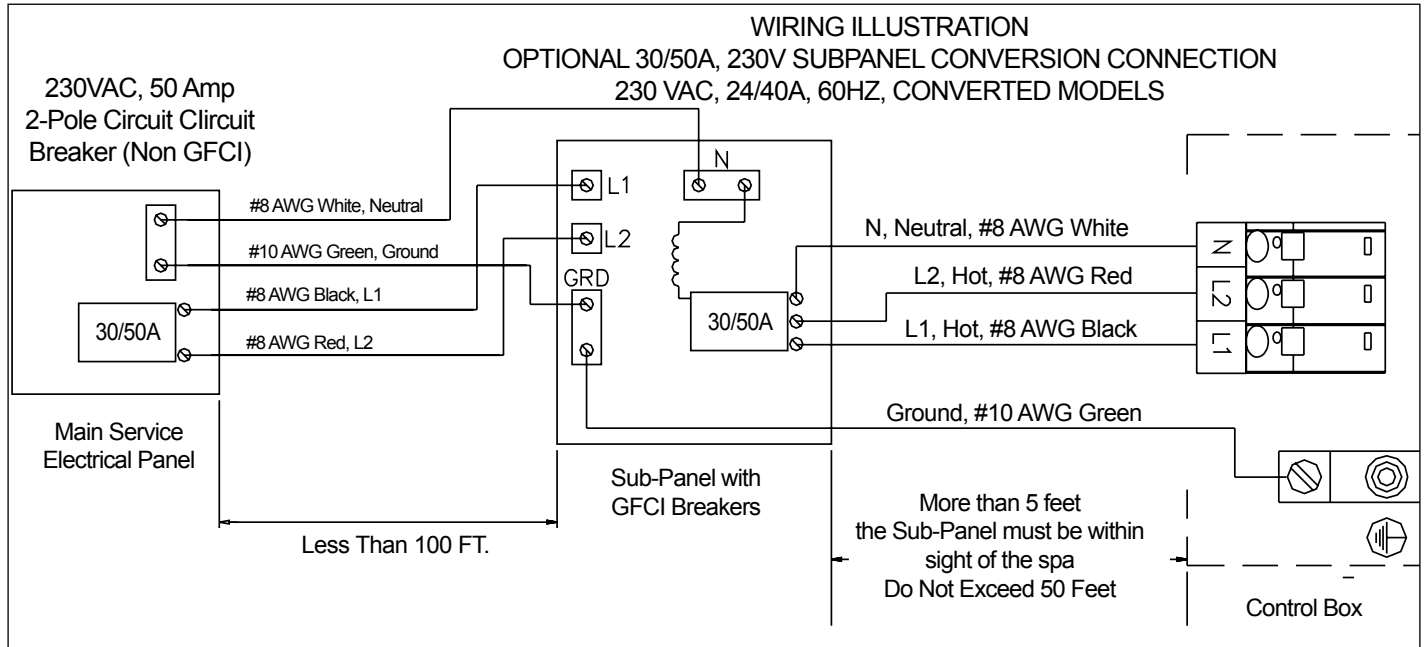 WIRING ILLUSTRATION
OPTIONAL 30/50A, 230V SUBPANEL CONVERSION CONNECTION
230 VAC, 24/40A, 60HZ, CONVERTED MODELS
230VAC, 50 Amp
2-Pole Circuit Clircuit
Breaker (Non GFCI)
#8 AWG White, Neutral
#10 AWG Green, Ground
#8 AWG Black, L1
30/50A
#8 AWG Red, L2
Main Service
Electrical Panel
Less Than 100 FT.
L1
N
L2
GRD
30/50A
Sub-Panel with
GFCI Breakers
N, Neutral, #8 AWG White
L2, Hot, #8 AWG Red
L1, Hot, #8 AWG Black
Ground, #10 AWG Green
More than 5 feet
the Sub-Panel must be within
sight of the spa
Do Not Exceed 50 Feet
N
L2
L1
Control Box